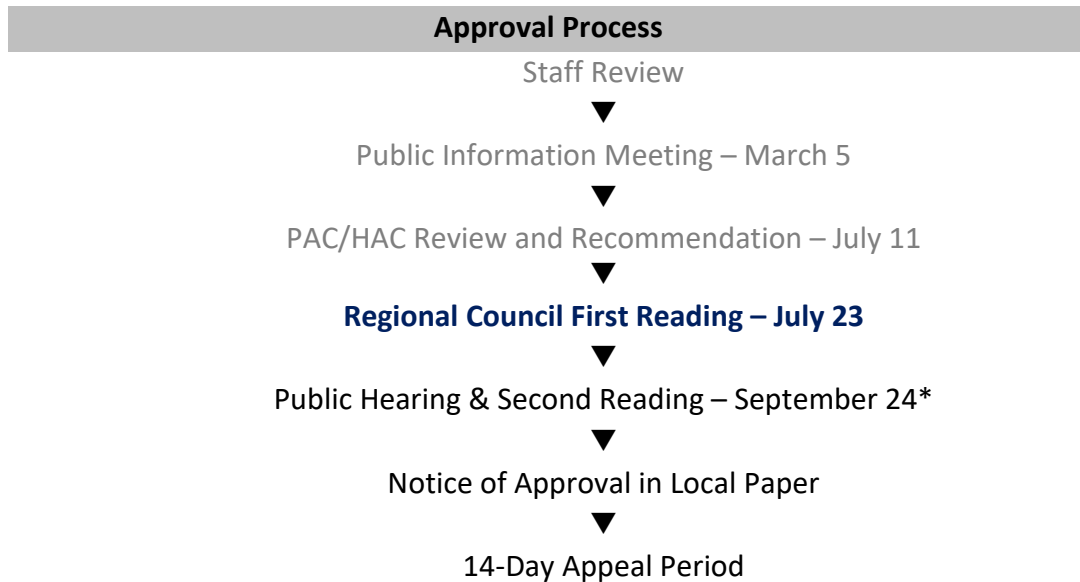 Approval Process
Staff Review
Public Information Meeting – March 5
PAC/HAC Review and Recommendation – July 11
Regional Council First Reading – July 23
Public Hearing & Second Reading – September 24*
Notice of Approval in Local Paper
14-Day Appeal Period